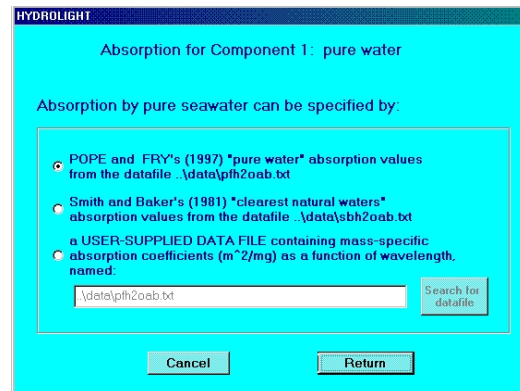 HYDROLIGHT
Absorption for Component 1: pure water
Absorption by pure seawater can be specified by:
POPE and FRY's (1997) "pure water" absorption values
from the datafile ..\data\pfh2oab.txt
Smith and Baker's (1981) "clearest natural waters"
absorption values from the datafile ..\data\sbh2oab.txt
a USER-SUPPLIED DATA FILE containing mass-specific
absorption coefficients (m^2/mg) as a function of wavelength,
named:
..\data\pfh2oab.txt
Search for
datafile
Cancel
Return